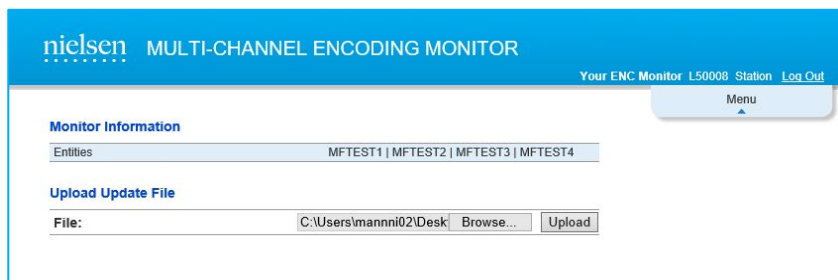 nielsen MULTI-CHANNEL ENCODING MONITOR
Your ENC Monitor L50008 Station Log Out
Menu
Monitor Information
Entities MFTEST1 | MFTEST2 | MFTEST3 | MFTEST4
Upload Update File
File: C:\Users\mannni02\Desk Browse... Upload